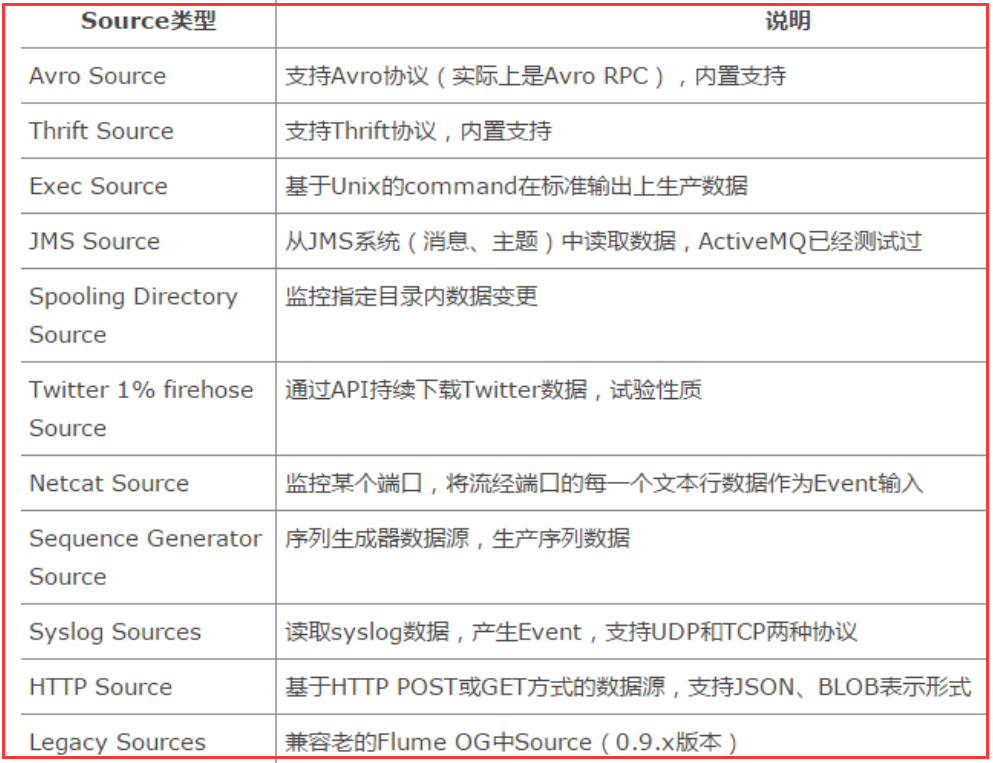 Source类型 说明
Avro Source 支持Avro协议（实际上是Avro RPC），内置支持
Thrift Source 支持Thrift协议，内置支持
Exec Source 基于Unix的command在标准输出上生产数据
JMS Source 从JMS系统（消息、主题）中读取数据，ActiveMQ已经测试过
Spooling Directory 监控指定目录内数据变更
Source
Twitter 1% firehose 通过API持续下载Twitter数据，试验性质
Source
Netcat Source 监控某个端口，将流经端口的每一个文本行数据作为Event输入
Sequence Generator 序列生成器数据源，生产序列数据
Source
Syslog Sources 读取syslog数据，产生Event，支持UDP和TCP两种协议
HTTP Source 基于HTTP POST或GET方式的数据源，支持JSON、BLOB表示形式
Legacy Sources 兼容老的Flume OG中Source（0.9.x版本）